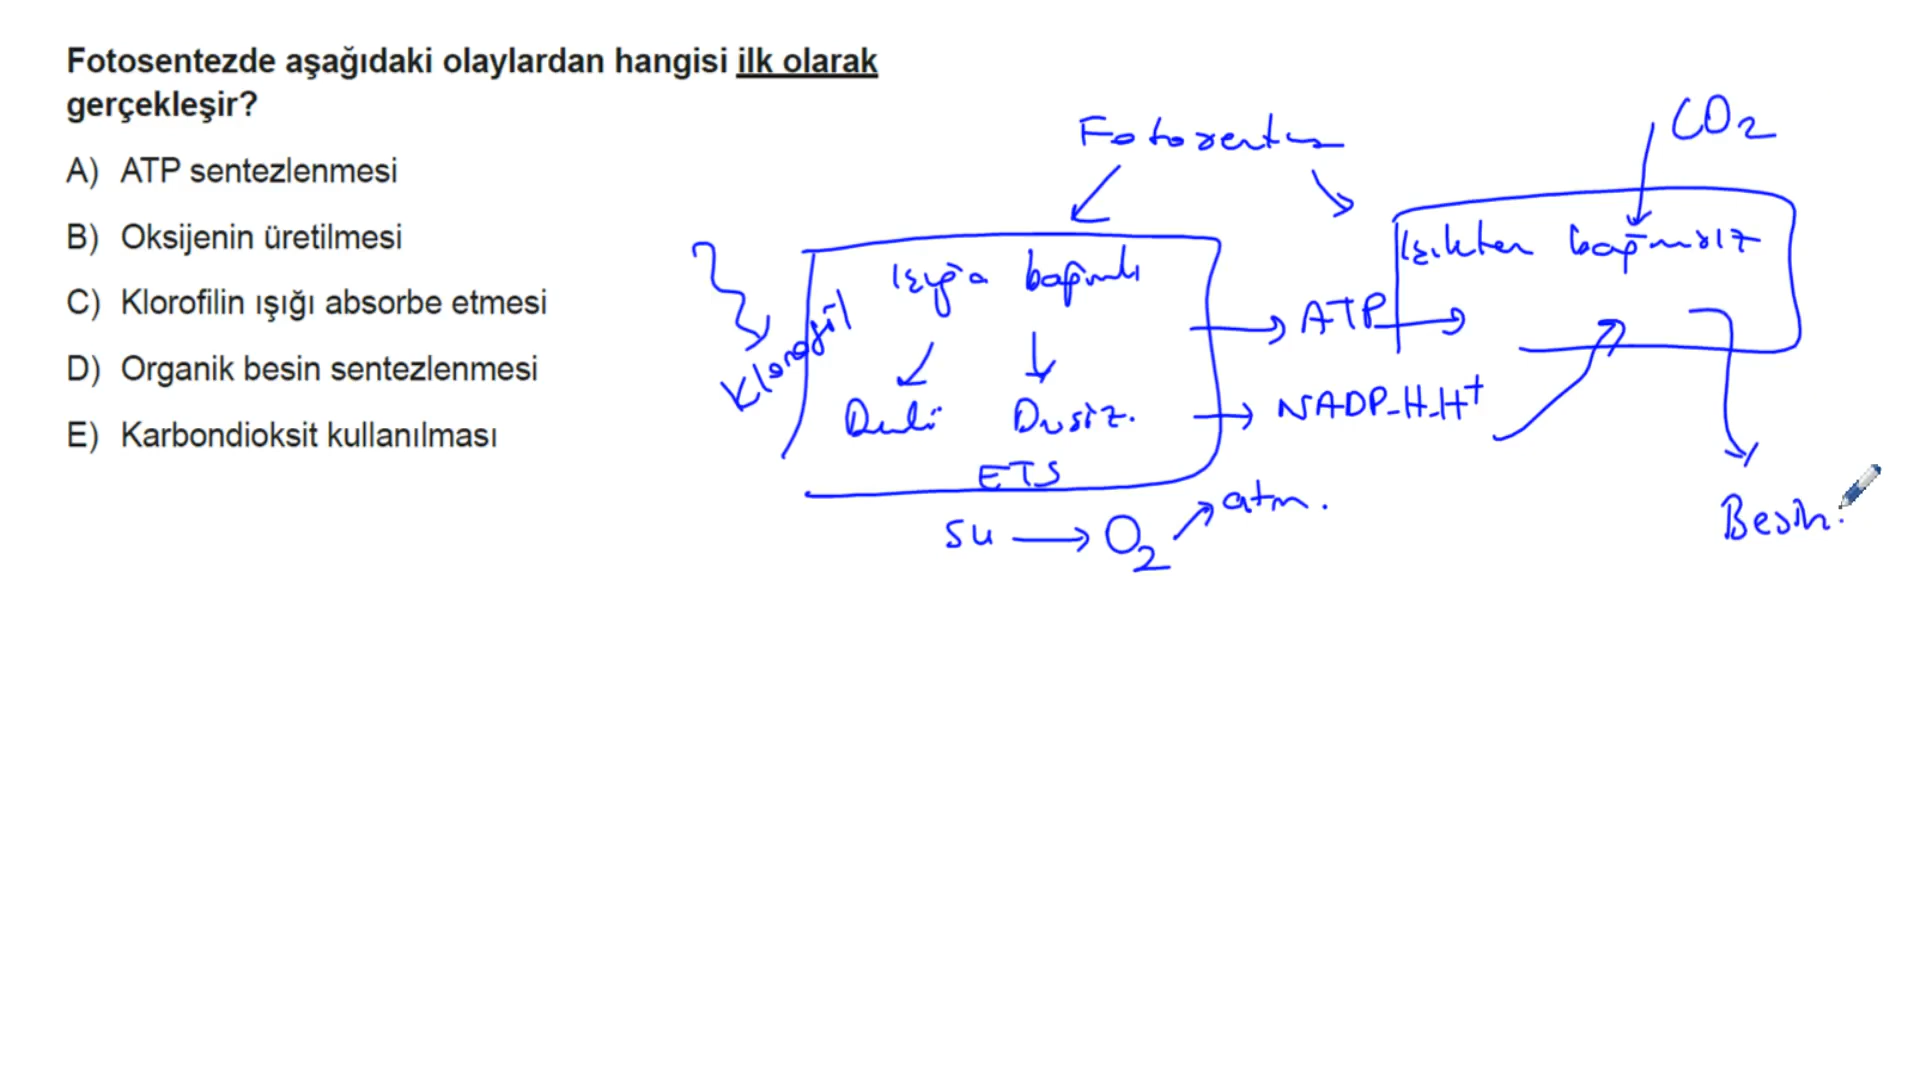 Fotosentezde aşağıdaki olaylardan hangisi ilk olarak
gerçekleşir?
A) ATP sentezlenmesi
B) Oksijenin üretilmesi
C) Klorofilin ışığı absorbe etmesi
D) Organik besin sentezlenmesi
E) Karbondioksit kullanılması
Fotosentez
CO2
Işığa bağımlı
Klorofil
Devirli Dvsiz.
ETS
Su → O2 ↗ atm.
→ ATP →
→ NADP-H-H+
Işıktan bağımsız
Besin.